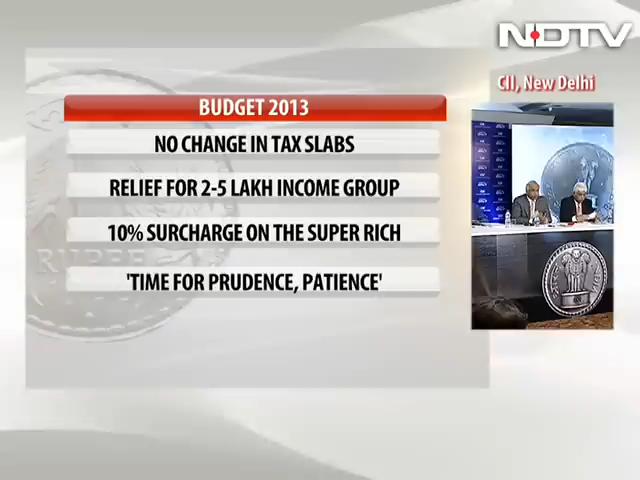 NDTV
CII, New Delhi
BUDGET 2013
NO CHANGE IN TAX SLABS
RELIEF FOR 2-5 LAKH INCOME GROUP
10% SURCHARGE ON THE SUPER RICH
'TIME FOR PRUDENCE, PATIENCE'
RUPEE